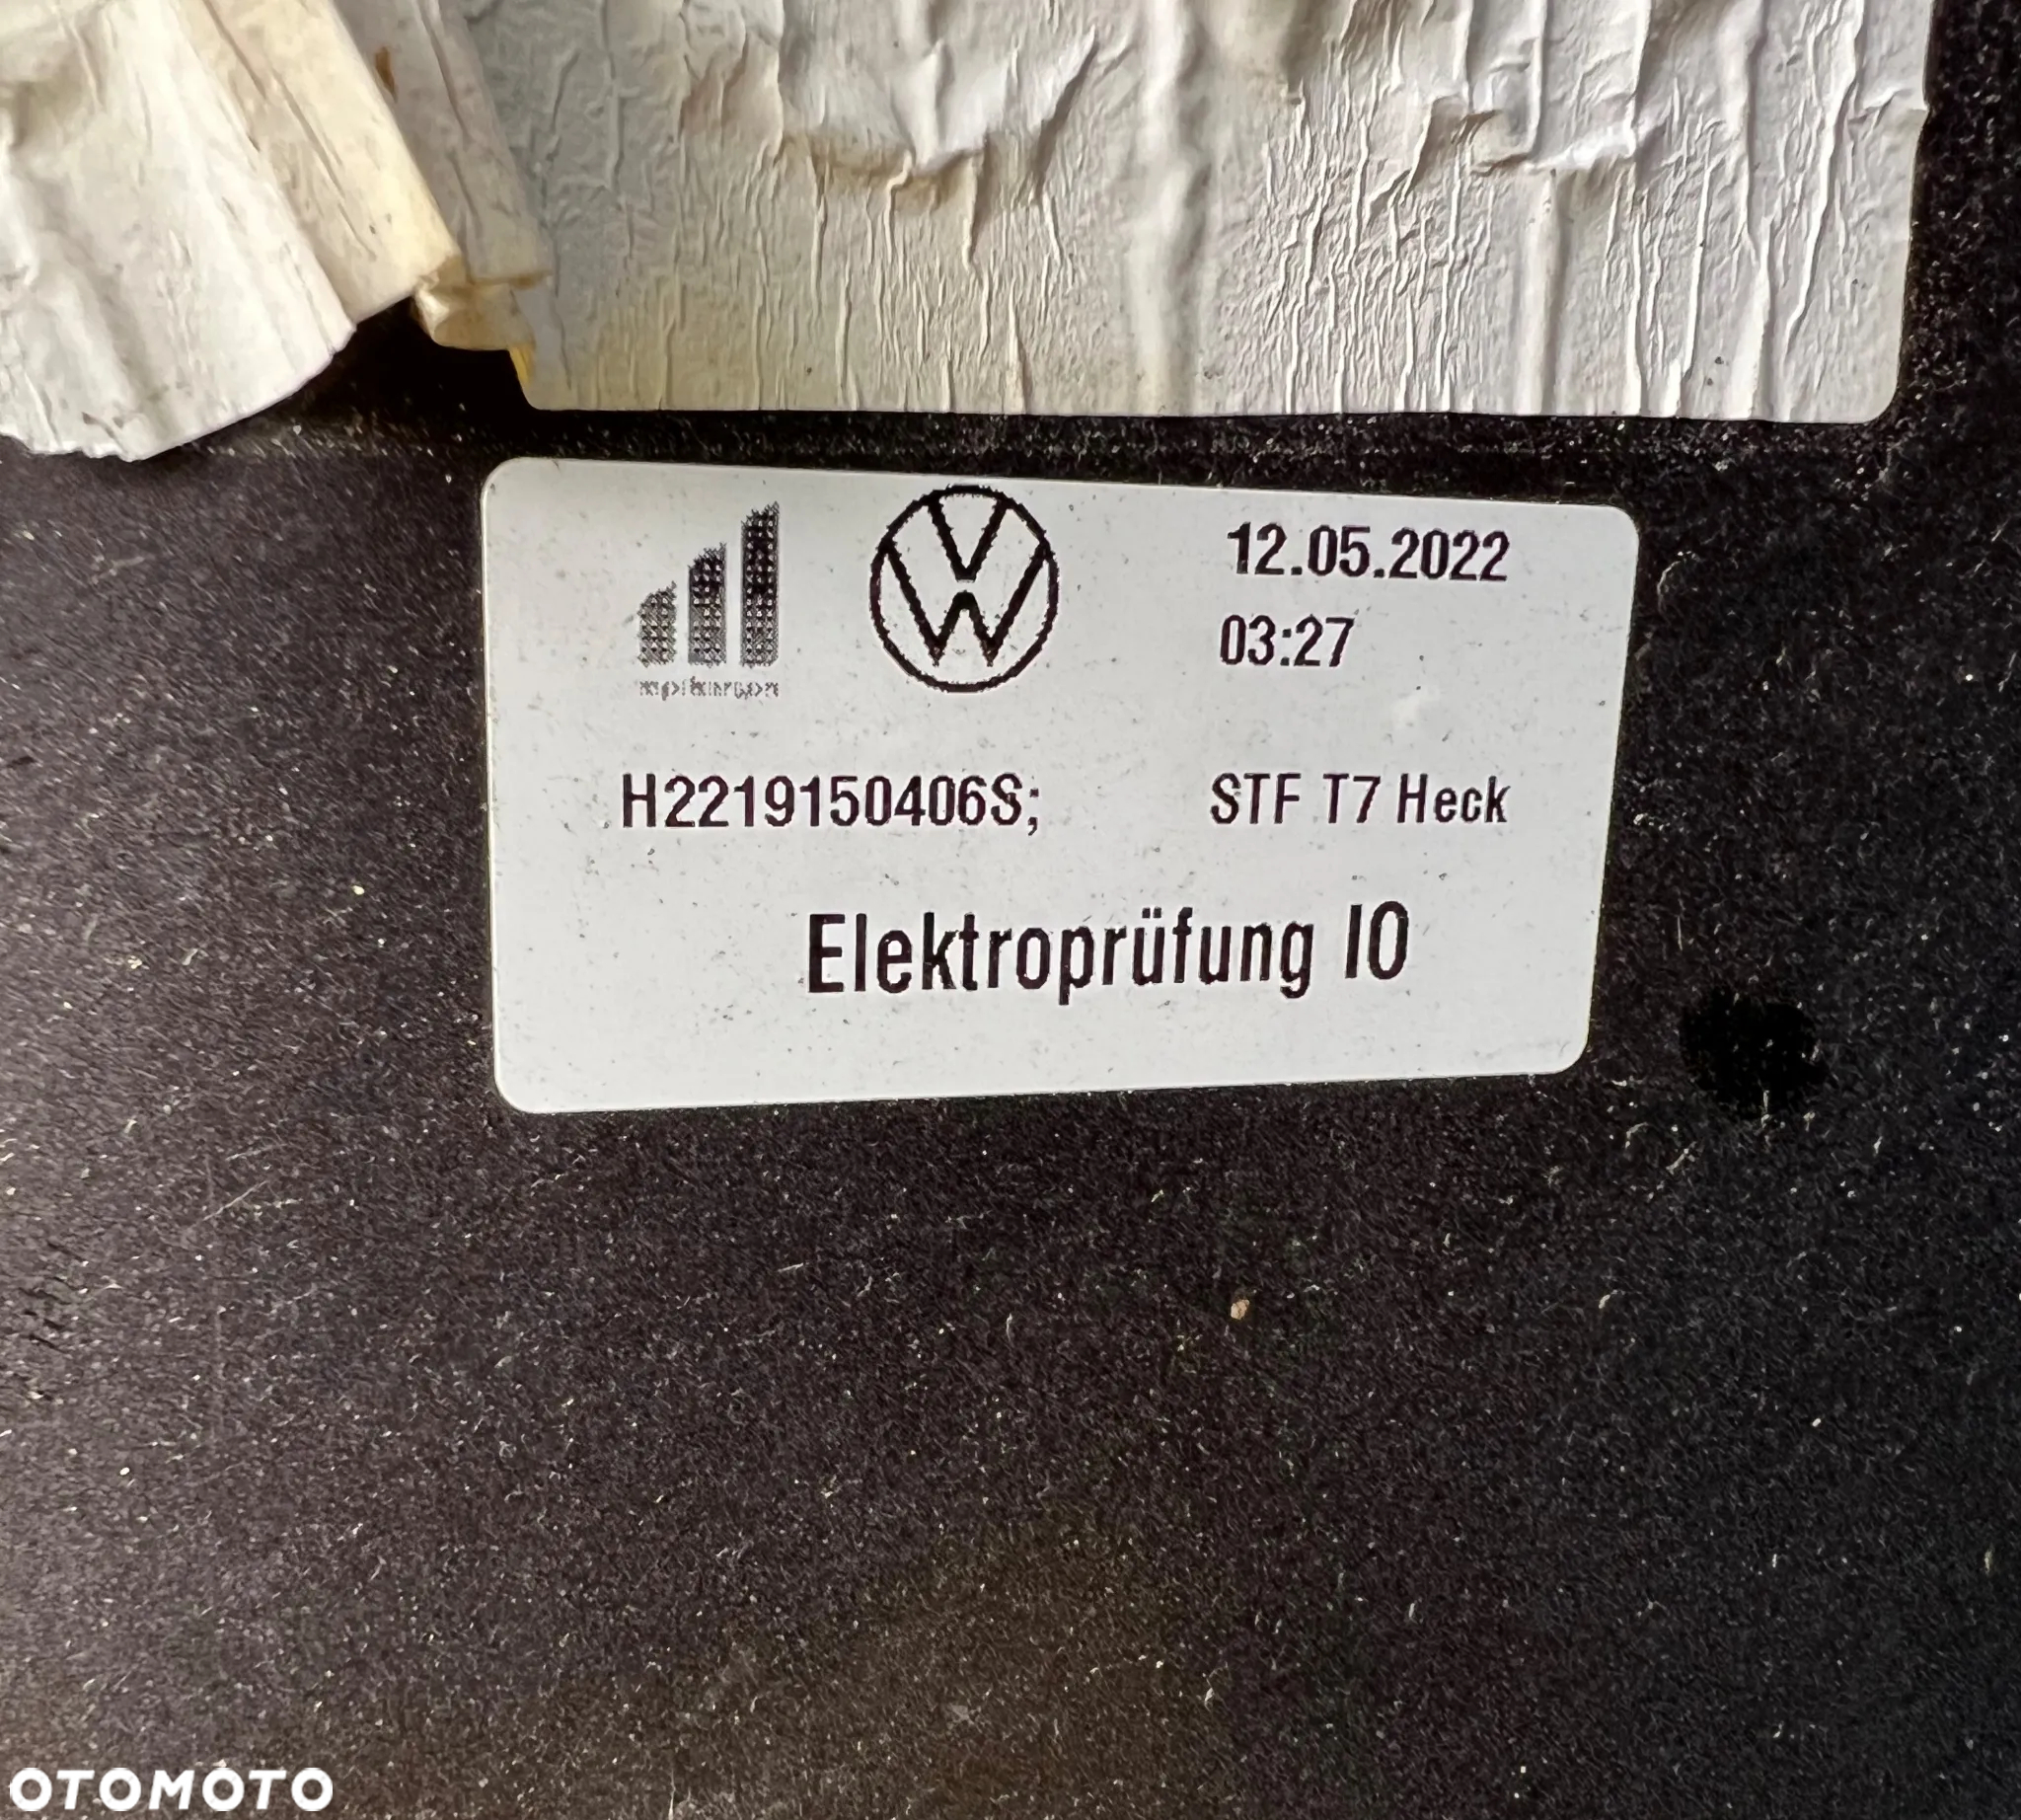 12.05.2022
03:27
H2219150406S; STF T7 Heck
Elektroprüfung IO
OTOMOTO